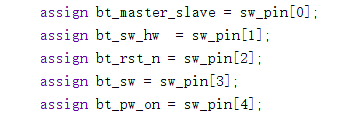 assign bt_master_slave = sw_pin[0];
assign bt_sw_hw  = sw_pin[1];
assign bt_rst_n = sw_pin[2];
assign bt_sw = sw_pin[3];
assign bt_pw_on = sw_pin[4];